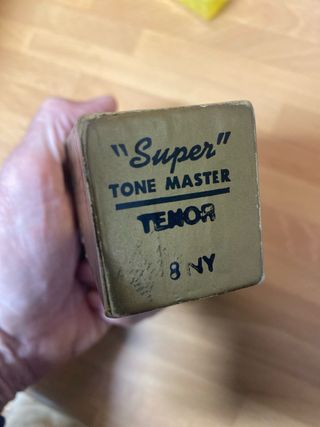 "Super"
TONE MASTER
TENOR
8 NY